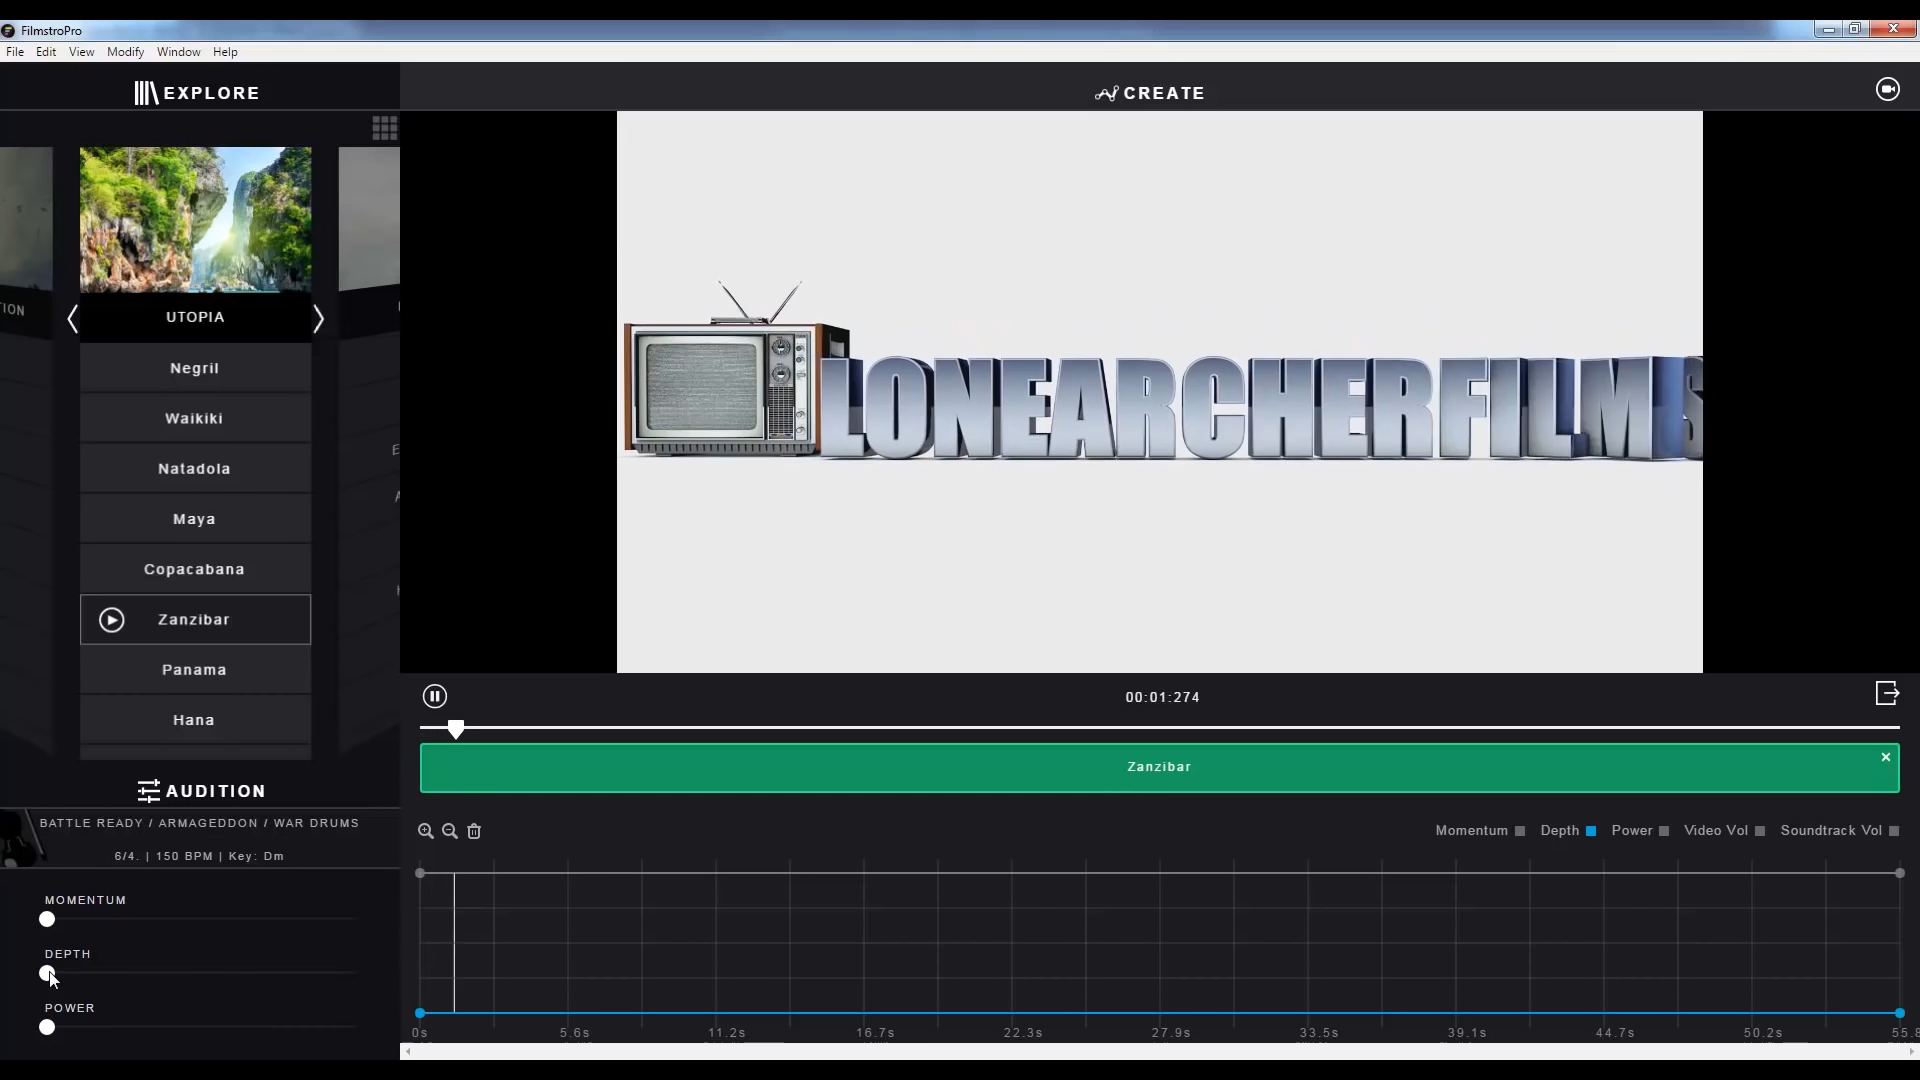 FilmstroPro
File Edit View Modify Window Help
EXPLORE
CREATE
TION
UTOPIA
Negril
Waikiki
Natadola
Maya
Copacabana
Zanzibar
Panama
Hana
LONEARCHERFILMS
00:01:274
Zanzibar
AUDITION
BATTLE READY / ARMAGEDDON / WAR DRUMS
6/4. | 150 BPM | Key: Dm
MOMENTUM
DEPTH
POWER
Momentum Depth Power Video Vol Soundtrack Vol
0s 5.6s 11.2s 16.7s 22.3s 27.9s 33.5s 39.1s 44.7s 50.2s 55.8